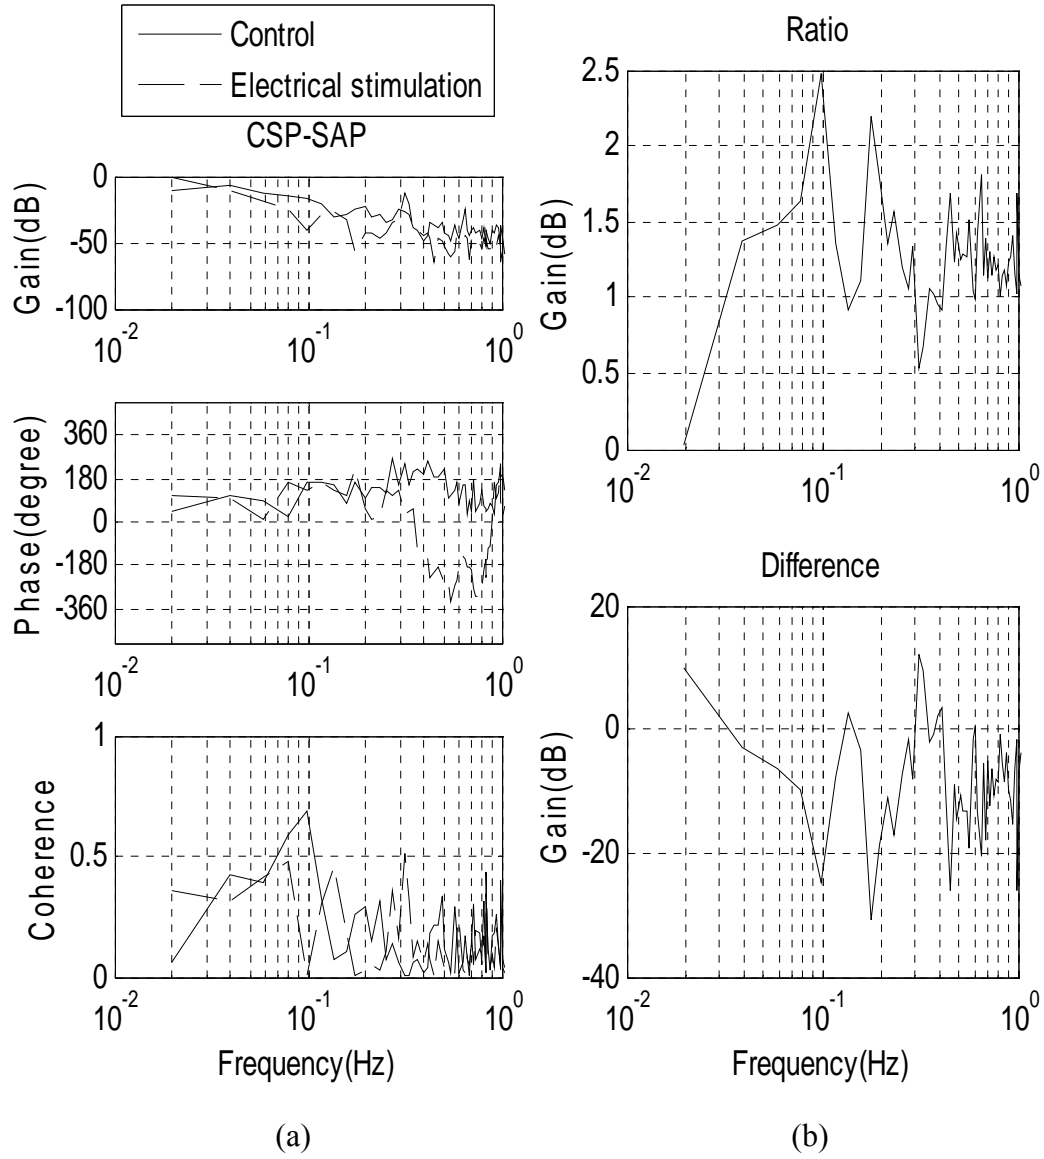 Control
Electrical stimulation
CSP-SAP
Gain(dB)
0
-50
-100
10^-2
10^-1
10^0
Phase(degree)
360
180
0
-180
-360
10^-2
10^-1
10^0
Coherence
1
0.5
0
10^-2
10^-1
10^0
Frequency(Hz)
(a)
Ratio
Gain(dB)
2.5
2
1.5
1
0.5
0
10^-2
10^-1
10^0
Difference
Gain(dB)
20
0
-20
-40
10^-2
10^-1
10^0
Frequency(Hz)
(b)